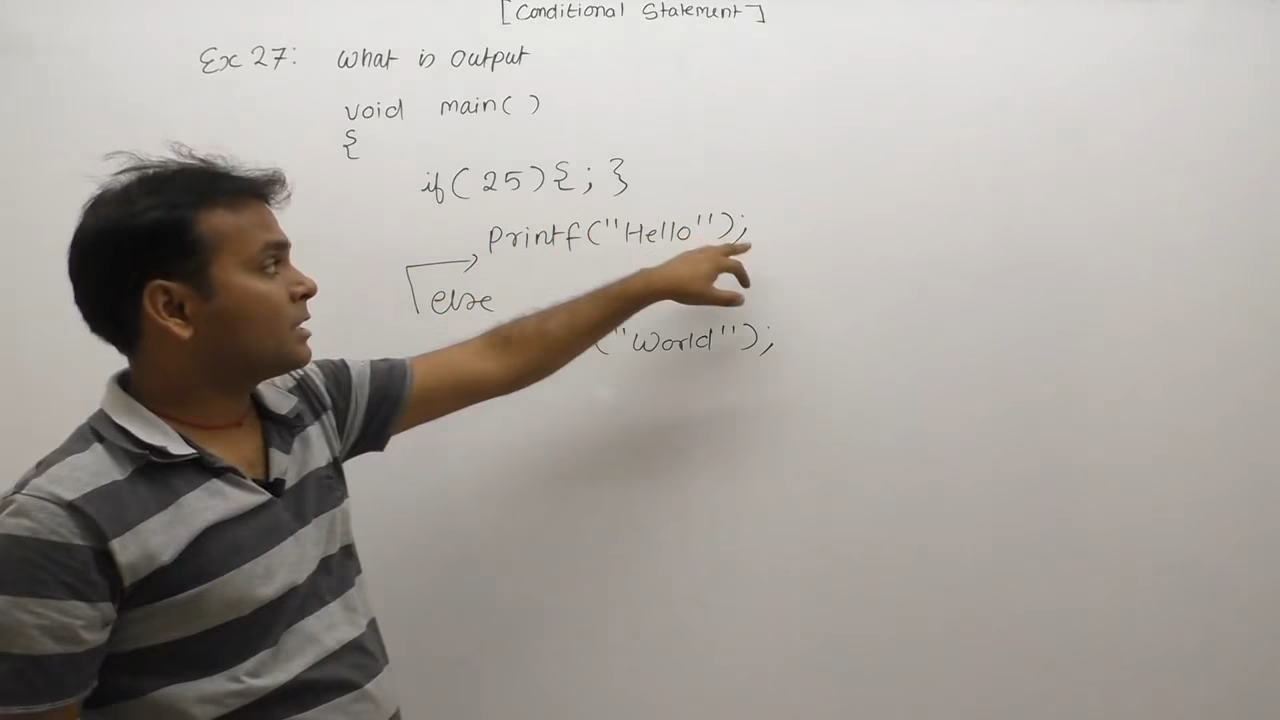 [Conditional Statement]
Ex 27: What is output
void main( )
{
if(25){; }
Printf("Hello");
else
("World");